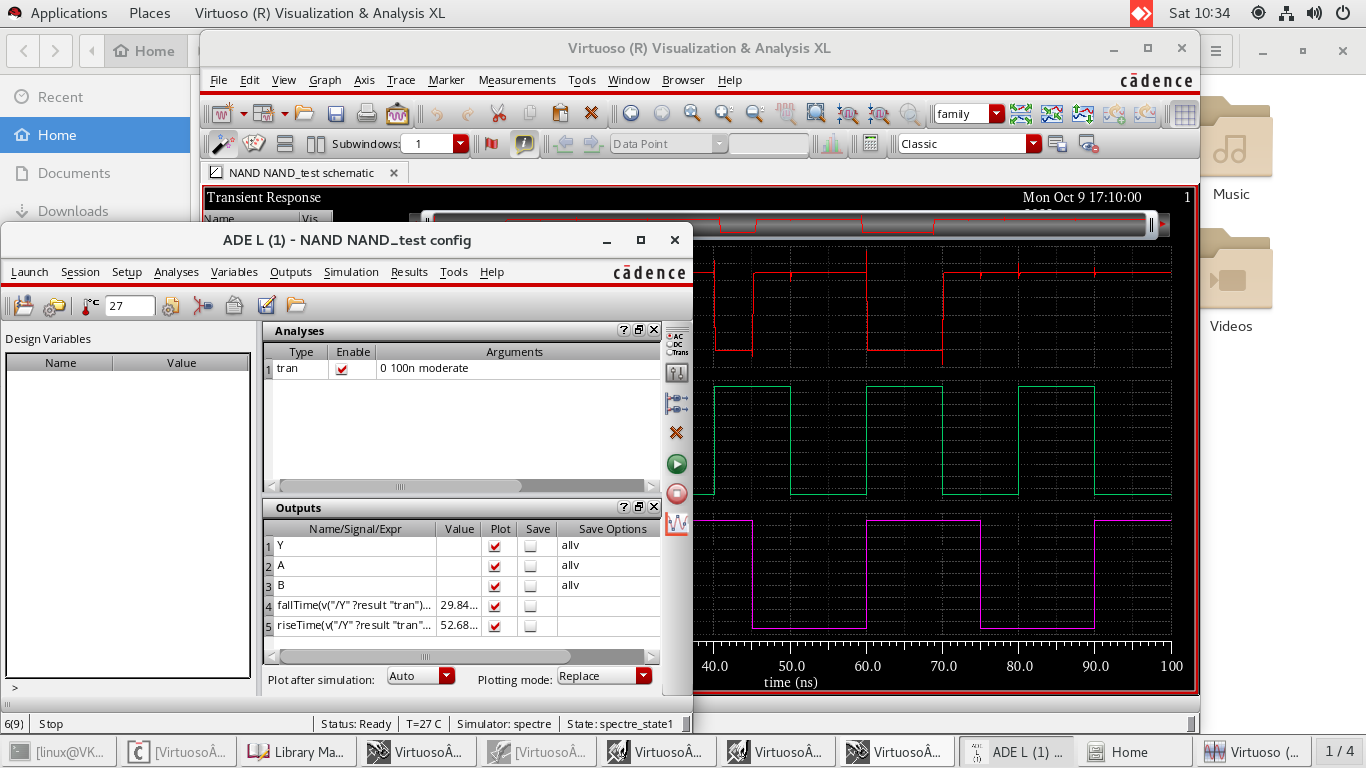 Applications Places Virtuoso (R) Visualization & Analysis XL Sat 10:34
Home
Virtuoso (R) Visualization & Analysis XL
File Edit View Graph Axis Trace Marker Measurements Tools Window Browser Help cādence
family
Subwindows: 1 Data Point Classic
NAND NAND_test schematic
Transient Response Mon Oct 9 17:10:00 1
Name Vis
Recent
Home
Documents
Downloads
Music
Videos
ADE L (1) - NAND NAND_test config
Launch Session Setup Analyses Variables Outputs Simulation Results Tools Help cādence
°C 27
Design Variables
Name Value
Analyses
Type Enable Arguments
1 tran 0 100n moderate
AC
DC
Trans
Outputs
Name/Signal/Expr Value Plot Save Save Options
1 Y allv
2 A allv
3 B allv
4 fallTime(v("/Y" ?result "tran")... 29.84...
5 riseTime(v("/Y" ?result "tran"... 52.68...
Plot after simulation: Auto Plotting mode: Replace
>
6(9) Stop Status: Ready T=27 C Simulator: spectre State: spectre_state1
40.0 50.0 60.0 70.0 80.0 90.0 100
time (ns)
[linux@VK... [VirtuosoÂ... Library Ma... VirtuosoÂ... [VirtuosoÂ... VirtuosoÂ... VirtuosoÂ... VirtuosoÂ... ADE L (1) ... Home Virtuoso (... 1 / 4